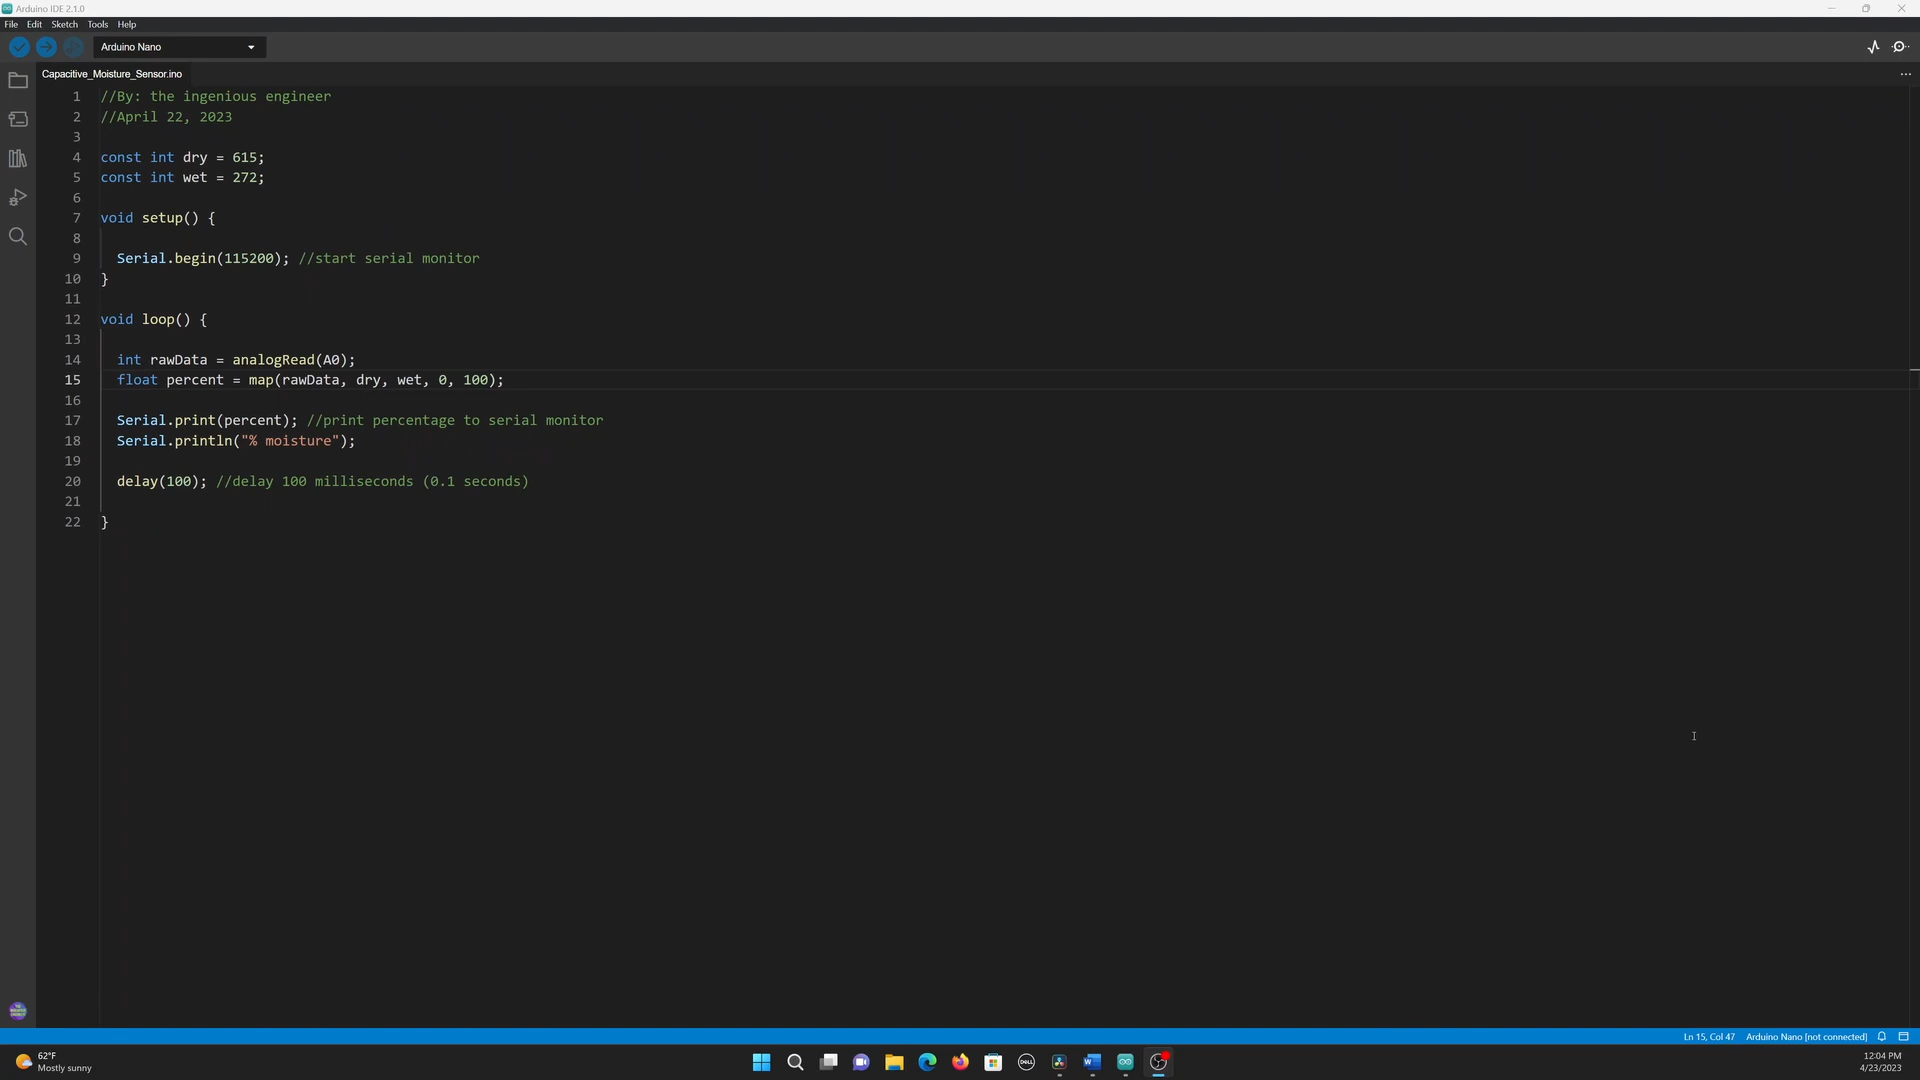 Arduino IDE 2.1.0
File Edit Sketch Tools Help
Arduino Nano
Capacitive_Moisture_Sensor.ino
1 //By: the ingenious engineer
2 //April 22, 2023
3
4 const int dry = 615;
5 const int wet = 272;
6
7 void setup() {
8
9 Serial.begin(115200); //start serial monitor
10 }
11
12 void loop() {
13
14 int rawData = analogRead(A0);
15 float percent = map(rawData, dry, wet, 0, 100);
16
17 Serial.print(percent); //print percentage to serial monitor
18 Serial.println("% moisture");
19
20 delay(100); //delay 100 milliseconds (0.1 seconds)
21
22 }
Ln 15, Col 47 Arduino Nano [not connected]
62°F
Mostly sunny
DELL
W
12:04 PM
4/23/2023